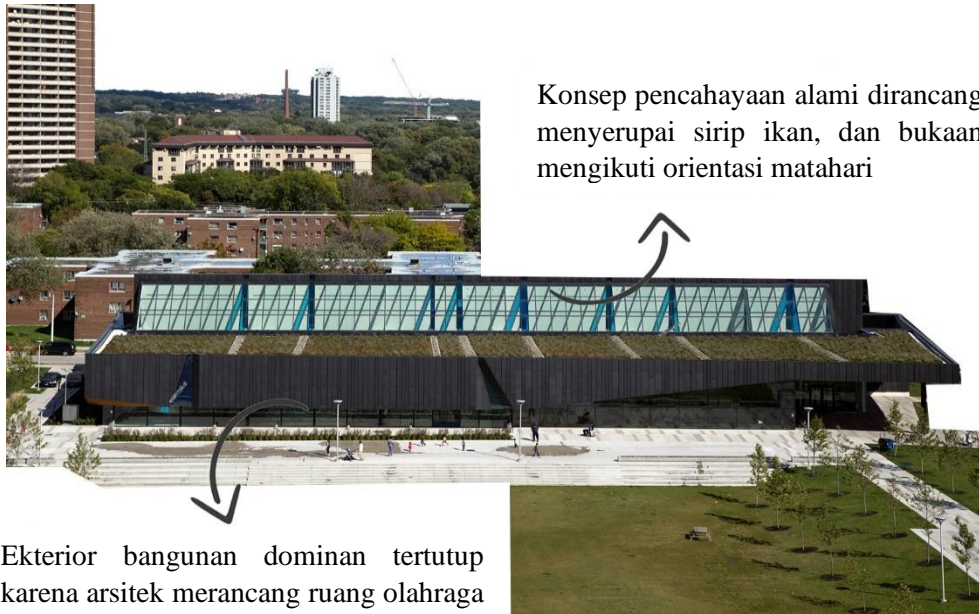 Konsep pencahayaan alami dirancang
menyerupai sirip ikan, dan bukaan
mengikuti orientasi matahari
Ekterior bangunan dominan tertutup
karena arsitek merancang ruang olahraga